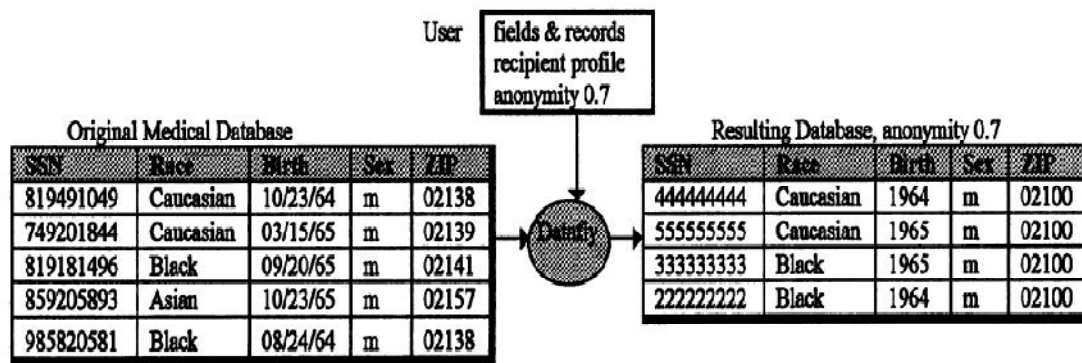 User
fields & records
recipient profile
anonymity 0.7
Original Medical Database
SSN Race Birth Sex ZIP
819491049 Caucasian 10/23/64 m 02138
749201844 Caucasian 03/15/65 m 02139
819181496 Black 09/20/65 m 02141
859205893 Asian 10/23/65 m 02157
985820581 Black 08/24/64 m 02138
Datafly
Resulting Database, anonymity 0.7
SSN Race Birth Sex ZIP
444444444 Caucasian 1964 m 02100
555555555 Caucasian 1965 m 02100
333333333 Black 1965 m 02100
222222222 Black 1964 m 02100